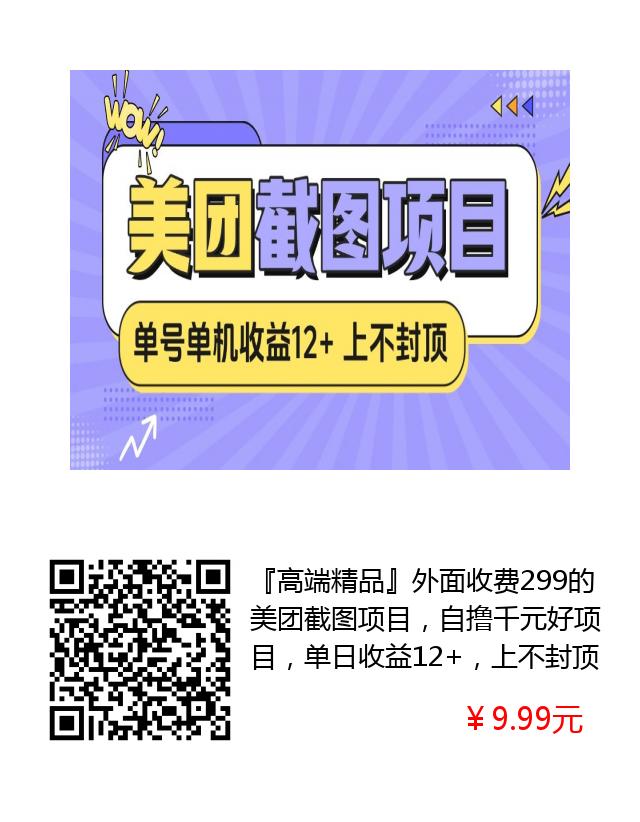 WOW!
美团截图项目
单号单机收益12+ 上不封顶
『高端精品』外面收费299的
美团截图项目，自撸千元好项
目，单日收益12+，上不封顶
￥9.99元